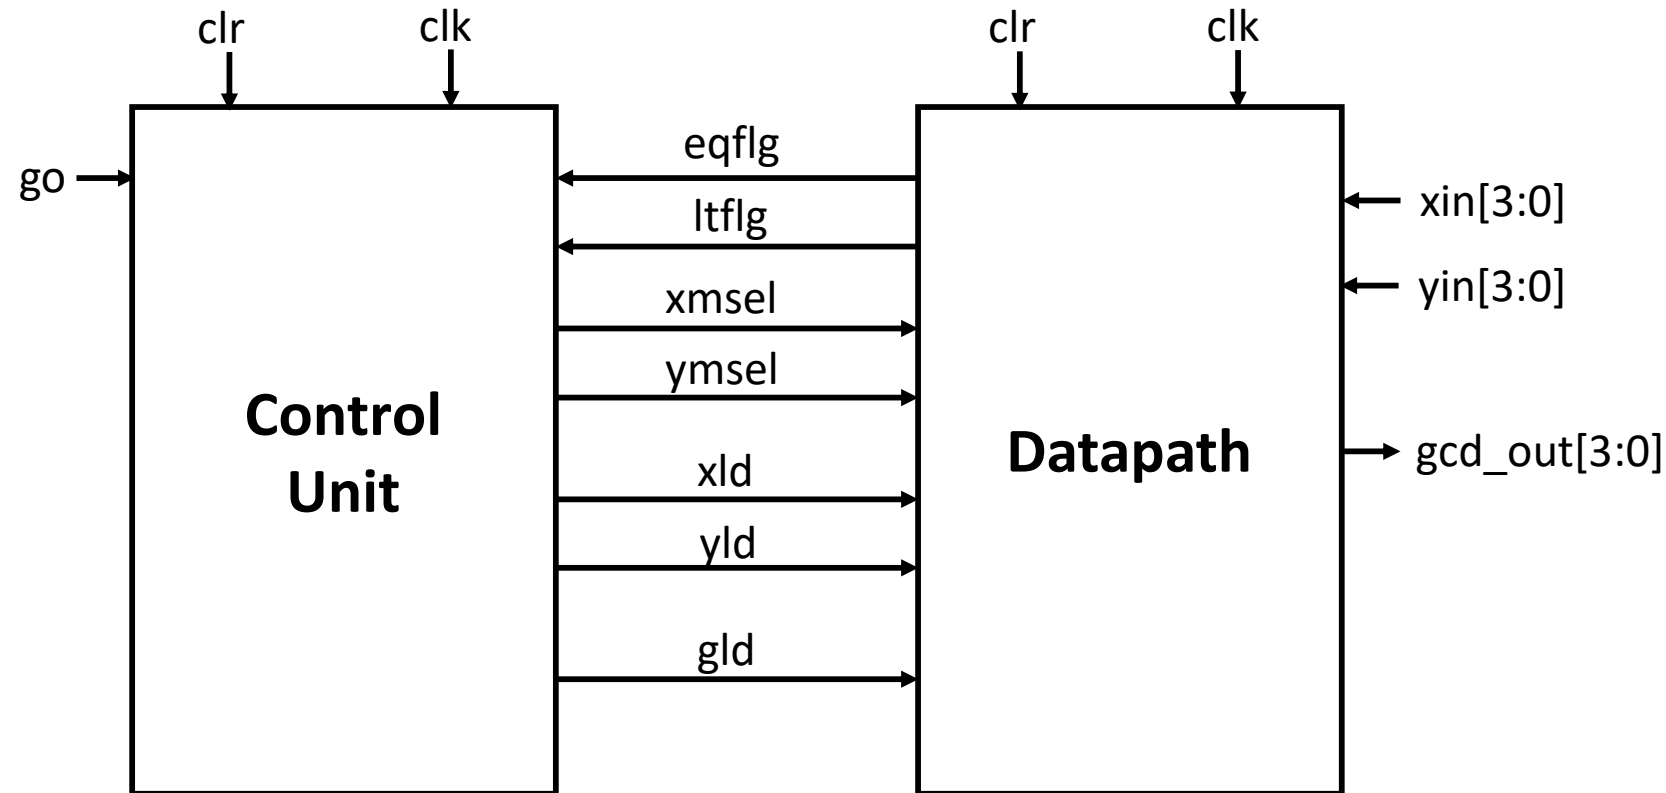 clr
clk
clr
clk
go
eqflg
ltflg
xmsel
ymsel
xld
yld
gld
Control
Unit
Datapath
xin[3:0]
yin[3:0]
gcd_out[3:0]